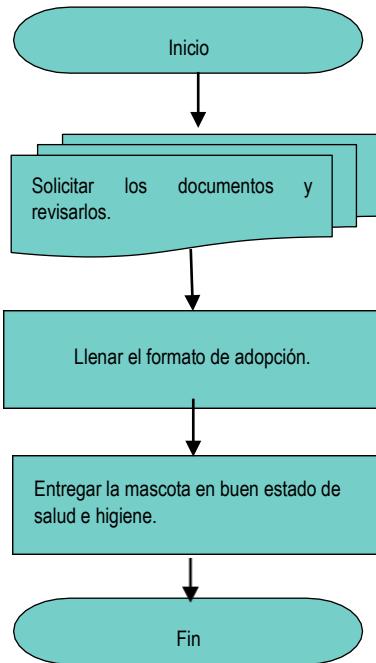 Inicio
Solicitar los documentos y
revisarlos.
Llenar el formato de adopción.
Entregar la mascota en buen estado de
salud e higiene.
Fin